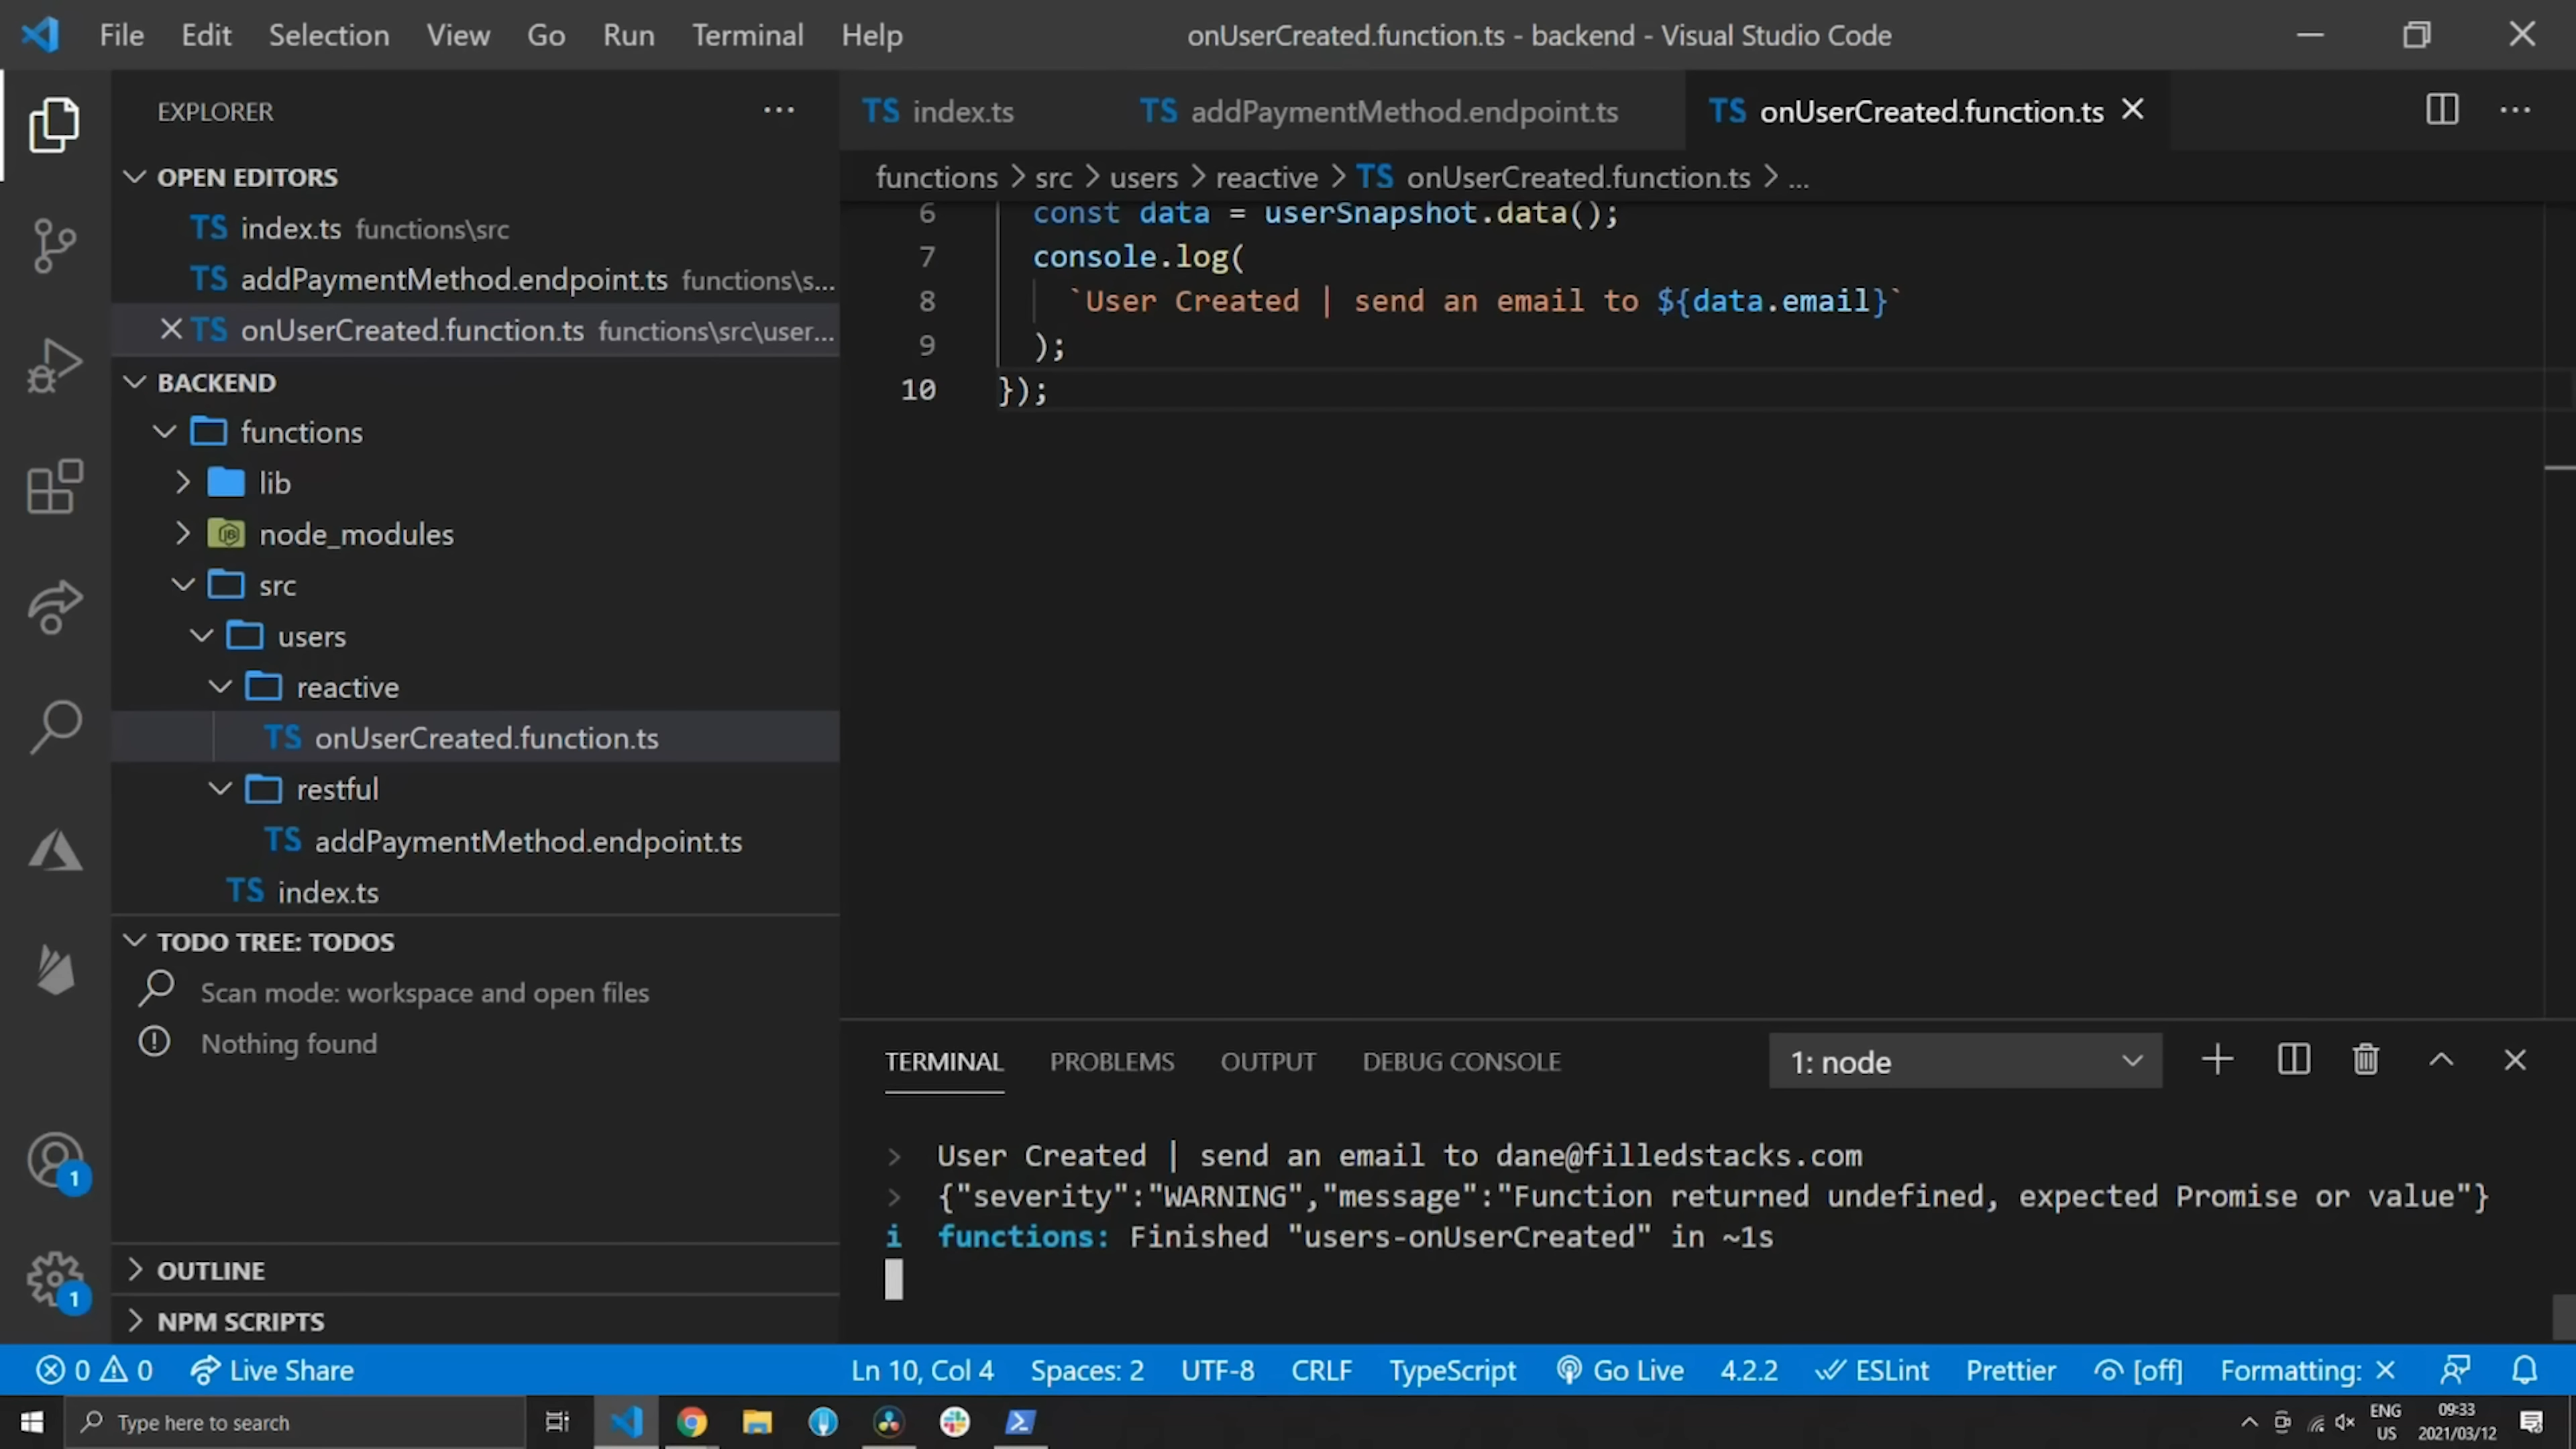 File Edit Selection View Go Run Terminal Help
onUserCreated.function.ts - backend - Visual Studio Code
EXPLORER
OPEN EDITORS
TS index.ts functions\src
TS addPaymentMethod.endpoint.ts functions\s...
TS onUserCreated.function.ts functions\src\user...
BACKEND
functions
lib
node_modules
src
users
reactive
TS onUserCreated.function.ts
restful
TS addPaymentMethod.endpoint.ts
TS index.ts
TODO TREE: TODOS
Scan mode: workspace and open files
Nothing found
OUTLINE
NPM SCRIPTS
1
1
TS index.ts TS addPaymentMethod.endpoint.ts TS onUserCreated.function.ts
functions > src > users > reactive > TS onUserCreated.function.ts > ...
6 const data = userSnapshot.data();
7 console.log(
8 `User Created | send an email to ${data.email}`
9 );
10 });
TERMINAL PROBLEMS OUTPUT DEBUG CONSOLE 1: node
> User Created | send an email to dane@filledstacks.com
> {"severity":"WARNING","message":"Function returned undefined, expected Promise or value"}
i functions: Finished "users-onUserCreated" in ~1s
0 0 Live Share Ln 10, Col 4 Spaces: 2 UTF-8 CRLF TypeScript Go Live 4.2.2 ESLint Prettier [off] Formatting: ×
Type here to search
ENG
US
09:33
2021/03/12